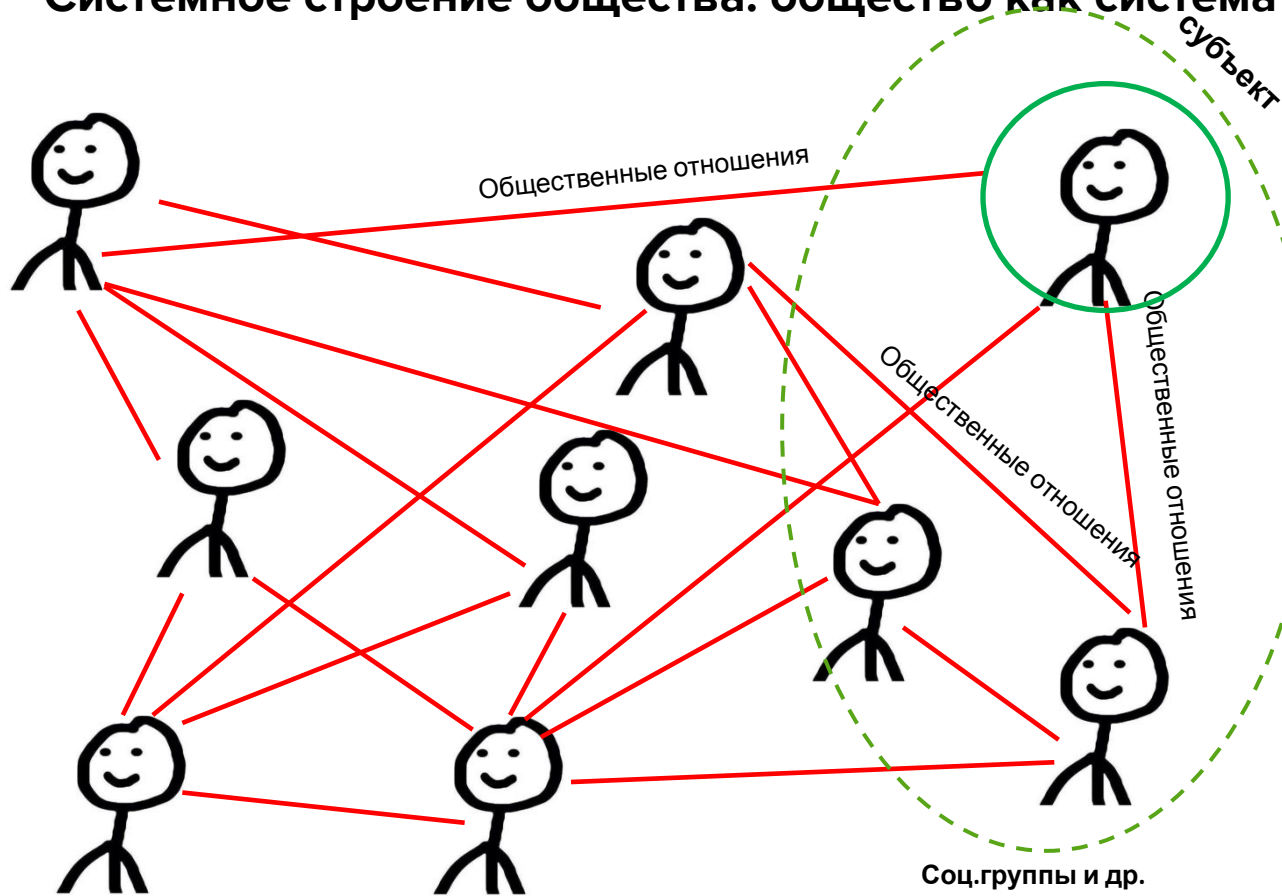 Системное строение общества: общество как система
субъект
Общественные отношения
Общественные отношения
Общественные отношения
Соц.группы и др.